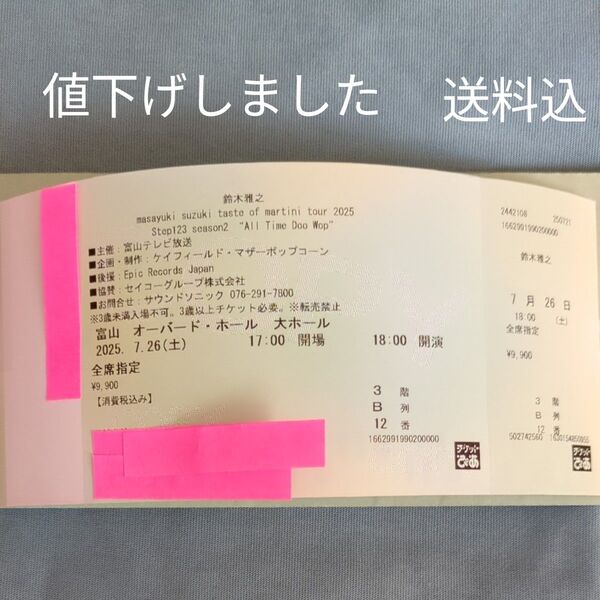 値下げしました 送料込
鈴木雅之
masayuki suzuki taste of martini tour 2025
Step123 season2 "All Time Doo Wop"
■主催：富山テレビ放送
■企画・制作：ケイフィールド・マザーポップコーン
■後援：Epic Records Japan
■協賛：セイコーグループ株式会社
■お問合せ：サウンドソニック 076-291-7800
※3歳未満入場不可。3歳以上チケット必要。※転売禁止
富山 オーバード・ホール 大ホール
2025. 7.26(土) 17:00 開場 18:00 開演
全席指定
¥9,900
【消費税込み】
3 階
B 列
12 番
1662991990200000
チケットぴあ
2442108 250721
1662991990200000
鈴木雅之
7 月 26 日
18:00 (土)
全席指定
¥9,900
3 階
B 列
12 番
502742560 1630154850955
チケットぴあ